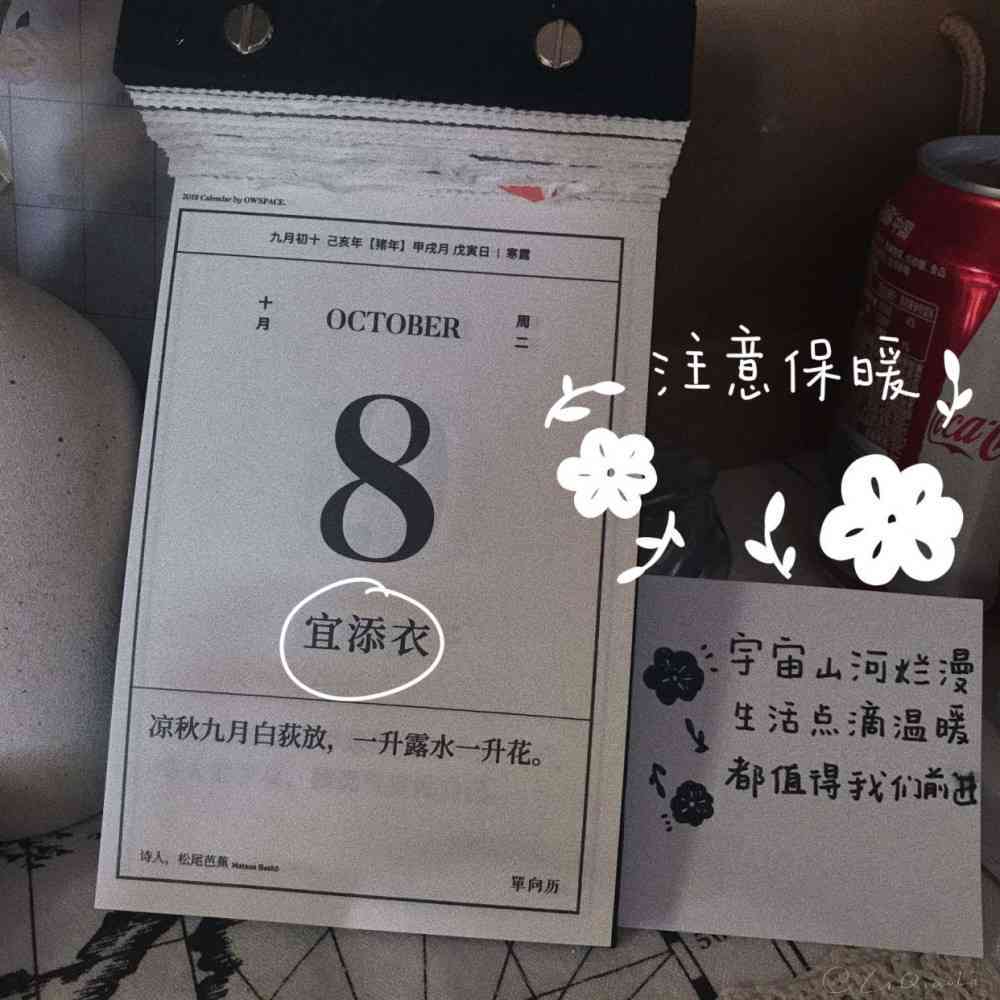 2019 Calendar by OWSPACE.
九月初十 己亥年【猪年】甲戌月 戊寅日 | 寒露
十月
OCTOBER
周二
8
宜添衣
凉秋九月白荻放，一升露水一升花。
诗人，松尾芭蕉 Matsuo Bashō
單向历
注意保暖
宇宙山河烂漫
生活点滴温暖
都值得我们前进